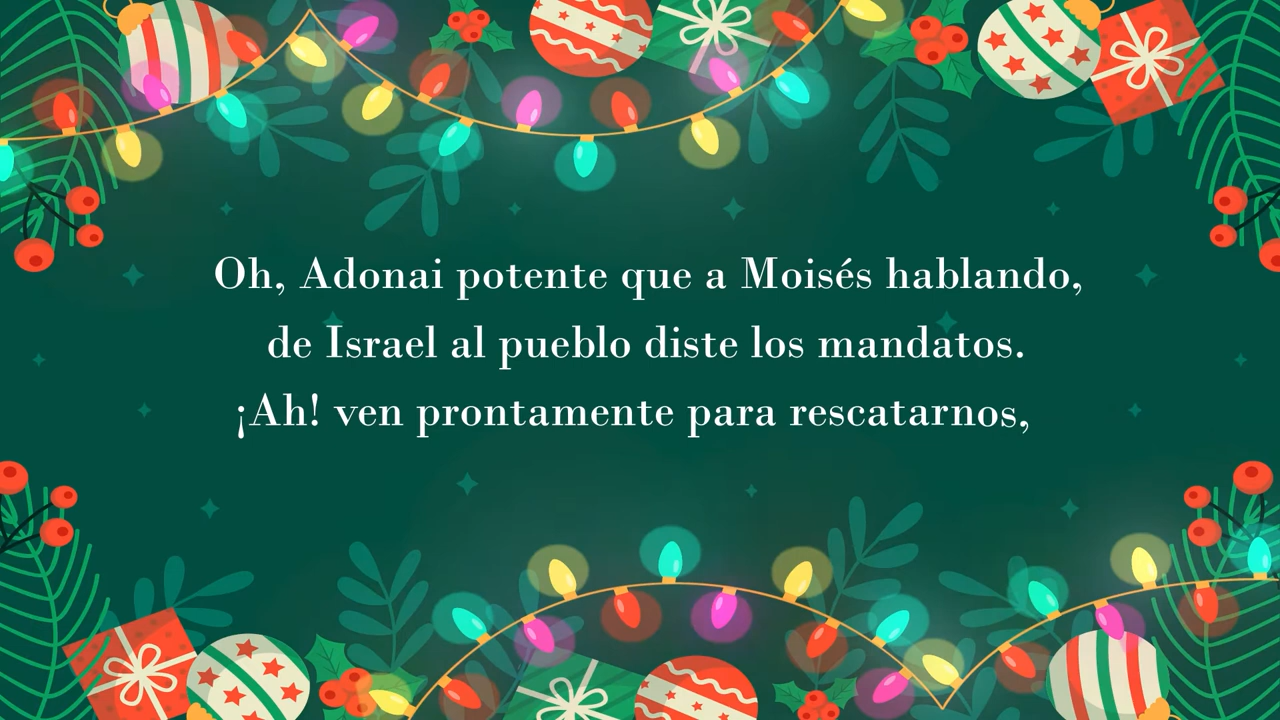 Oh, Adonai potente que a Moisés hablando,
de Israel al pueblo diste los mandatos.
¡Ah! ven prontamente para rescatarnos,